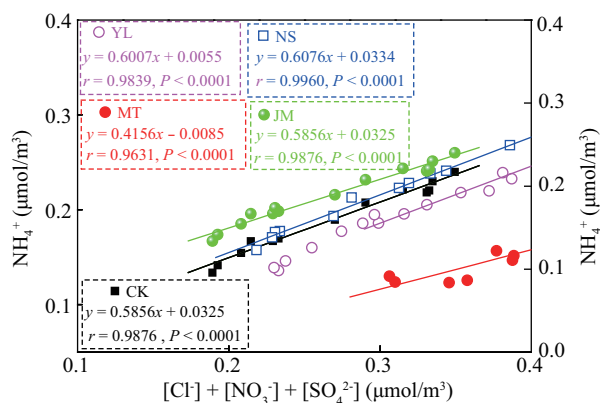 YL
y = 0.6007x + 0.0055
r = 0.9839, P < 0.0001
NS
y = 0.6076x + 0.0334
r = 0.9960, P < 0.0001
MT
y = 0.4156x – 0.0085
r = 0.9631, P < 0.0001
JM
y = 0.5856x + 0.0325
r = 0.9876, P < 0.0001
CK
y = 0.5856x + 0.0325
r = 0.9876 , P < 0.0001
0.4
0.3
0.2
0.1
NH₄⁺ (μmol/m³)
0.4
0.3
0.2
0.1
0.0
NH₄⁺ (μmol/m³)
0.1 0.2 0.3 0.4
[Cl⁻] + [NO₃⁻] + [SO₄²⁻] (μmol/m³)